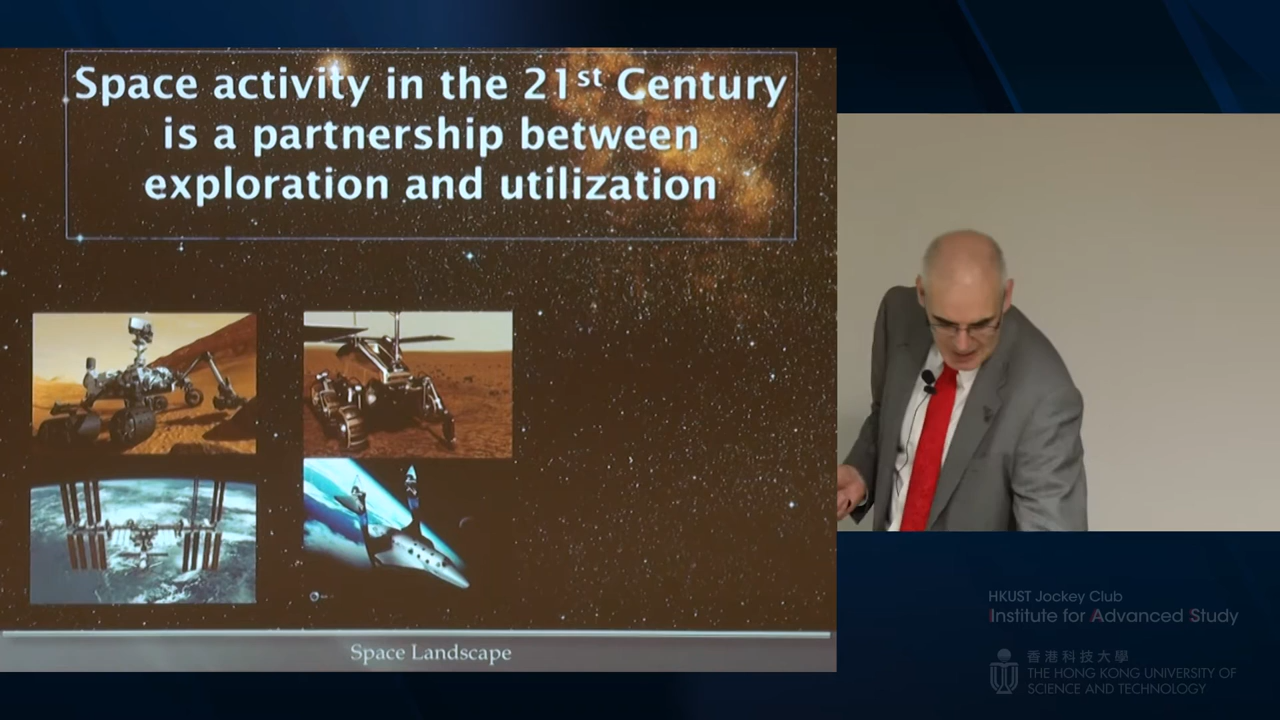 Space activity in the 21st Century
is a partnership between
exploration and utilization
Space Landscape
HKUST Jockey Club
Institute for Advanced Study
香港科技大學
THE HONG KONG UNIVERSITY OF
SCIENCE AND TECHNOLOGY